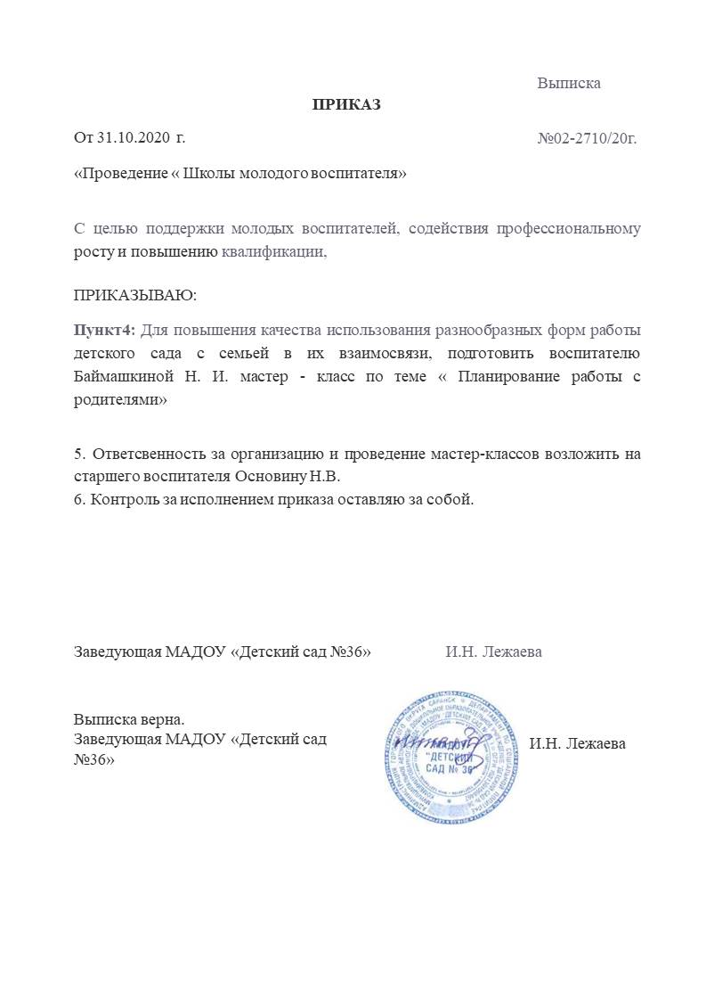 Выписка
ПРИКАЗ
От 31.10.2020 г. №02-2710/20г.
«Проведение « Школы молодого воспитателя»
С целью поддержки молодых воспитателей, содействия профессиональному
росту и повышению квалификации,
ПРИКАЗЫВАЮ:
Пункт4: Для повышения качества использования разнообразных форм работы
детского сада с семьей в их взаимосвязи, подготовить воспитателю
Баймашкиной Н. И. мастер - класс по теме « Планирование работы с
родителями»
5. Ответсвенность за организацию и проведение мастер-классов возложить на
старшего воспитателя Основину Н.В.
6. Контроль за исполнением приказа оставляю за собой.
Заведующая МАДОУ «Детский сад №36» И.Н. Лежаева
Выписка верна.
Заведующая МАДОУ «Детский сад
№36»
И.Н. Лежаева
МАДОУ
"ДЕТСКИЙ
САД № 36"